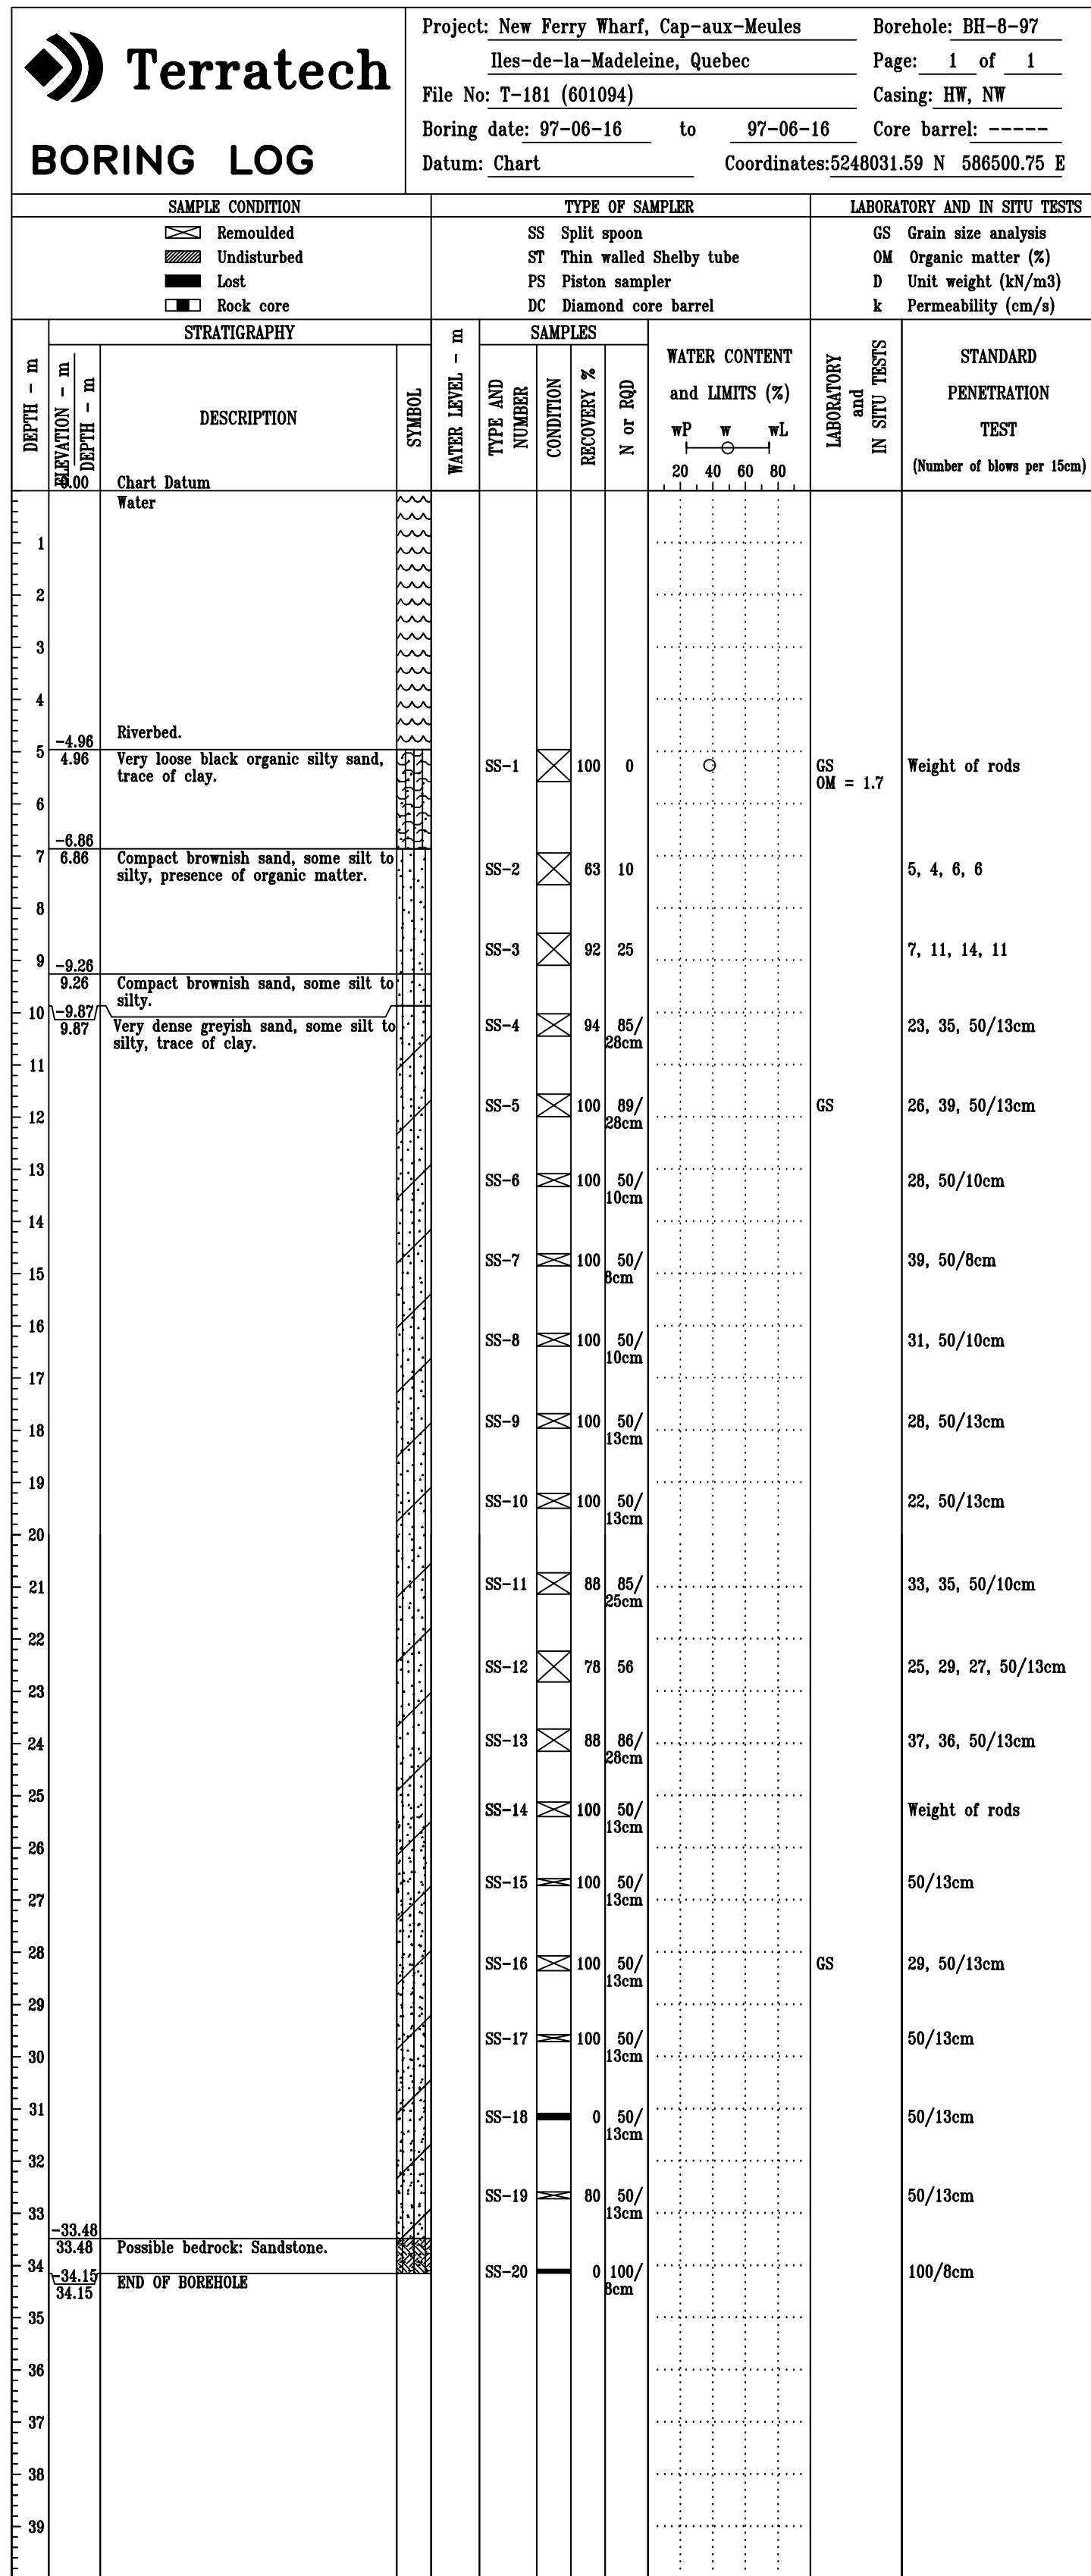 Terratech
BORING LOG
Project: New Ferry Wharf, Cap-aux-Meules
Iles-de-la-Madeleine, Quebec
File No: T-181 (601094)
Boring date: 97-06-16 to 97-06-16
Datum: Chart
Borehole: BH-8-97
Page: 1 of 1
Casing: HW, NW
Core barrel: -----
Coordinates:5248031.59 N 586500.75 E
SAMPLE CONDITION
Remoulded
Undisturbed
Lost
Rock core
TYPE OF SAMPLER
SS Split spoon
ST Thin walled Shelby tube
PS Piston sampler
DC Diamond core barrel
LABORATORY AND IN SITU TESTS
GS Grain size analysis
OM Organic matter (%)
D Unit weight (kN/m3)
k Permeability (cm/s)
DEPTH - m
STRATIGRAPHY
ELEVATION - m
DEPTH - m
DESCRIPTION
SYMBOL
WATER LEVEL - m
SAMPLES
TYPE AND NUMBER
CONDITION
RECOVERY %
N or RQD
WATER CONTENT
and LIMITS (%)
wP w wL
20 40 60 80
LABORATORY
and
IN SITU TESTS
STANDARD
PENETRATION
TEST
(Number of blows per 15cm)
0.00 Chart Datum
Water
1
2
3
4
Riverbed.
-4.96
5
4.96 Very loose black organic silty sand,
trace of clay.
SS-1 100 0 GS Weight of rods
OM = 1.7
6
-6.86
7
6.86 Compact brownish sand, some silt to
silty, presence of organic matter.
SS-2 63 10 5, 4, 6, 6
8
SS-3 92 25 7, 11, 14, 11
9
-9.26
9.26 Compact brownish sand, some silt to
silty.
10
-9.87
9.87 Very dense greyish sand, some silt to
silty, trace of clay.
SS-4 94 85/ 23, 35, 50/13cm
28cm
11
SS-5 100 89/ GS 26, 39, 50/13cm
28cm
12
13
SS-6 100 50/ 28, 50/10cm
10cm
14
SS-7 100 50/ 39, 50/8cm
8cm
15
16
SS-8 100 50/ 31, 50/10cm
10cm
17
SS-9 100 50/ 28, 50/13cm
13cm
18
19
SS-10 100 50/ 22, 50/13cm
13cm
20
SS-11 88 85/ 33, 35, 50/10cm
25cm
21
22
SS-12 78 56 25, 29, 27, 50/13cm
23
SS-13 88 86/ 37, 36, 50/13cm
28cm
24
25
SS-14 100 50/ Weight of rods
13cm
26
SS-15 100 50/ 50/13cm
13cm
27
28
SS-16 100 50/ GS 29, 50/13cm
13cm
29
SS-17 100 50/ 50/13cm
13cm
30
31
SS-18 0 50/ 50/13cm
13cm
32
SS-19 80 50/ 50/13cm
13cm
33
-33.48
33.48 Possible bedrock: Sandstone.
34
SS-20 0 100/ 100/8cm
8cm
-34.15
34.15 END OF BOREHOLE
35
36
37
38
39